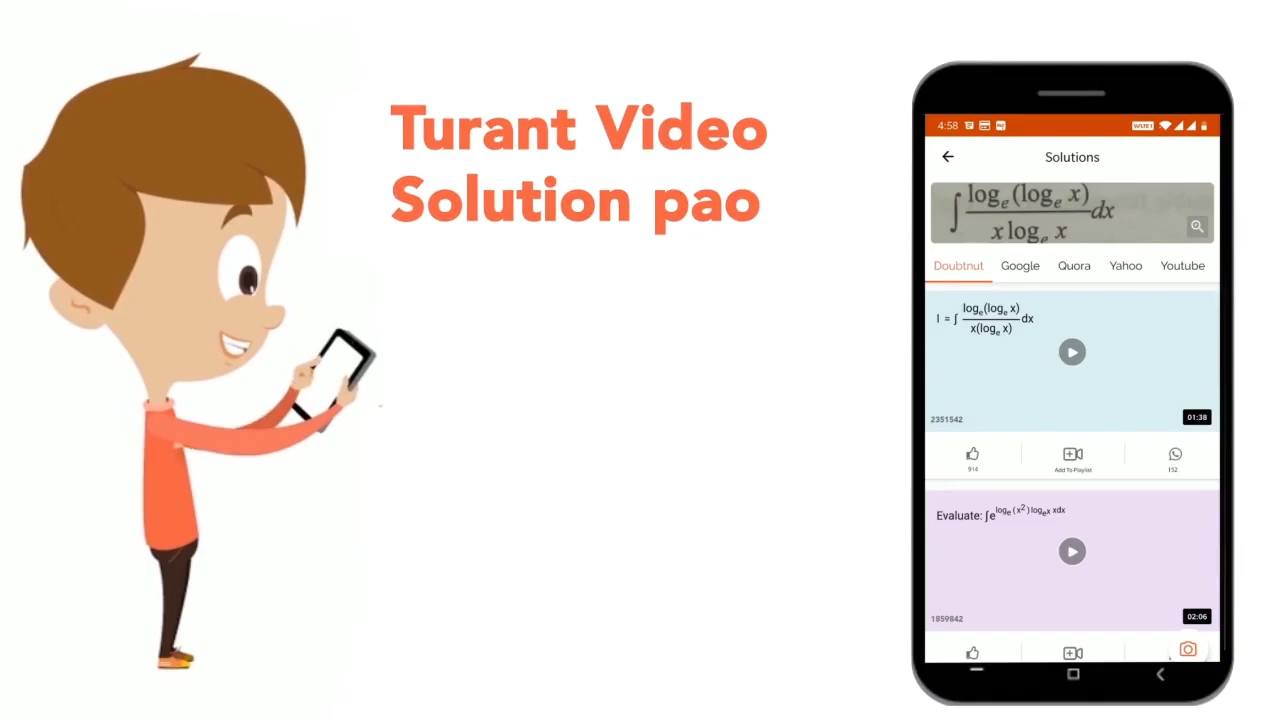 Turant Video
Solution pao
4:58
Solutions
∫ logₑ(logₑ x) / x logₑ x dx
Doubtnut Google Quora Yahoo Youtube
I = ∫ logₑ(logₑ x) / x(logₑ x) dx
2351542 01:38
914 Add To Playlist 152
Evaluate: ∫e^logₑ(x²)logₑx xdx
1859842 02:06